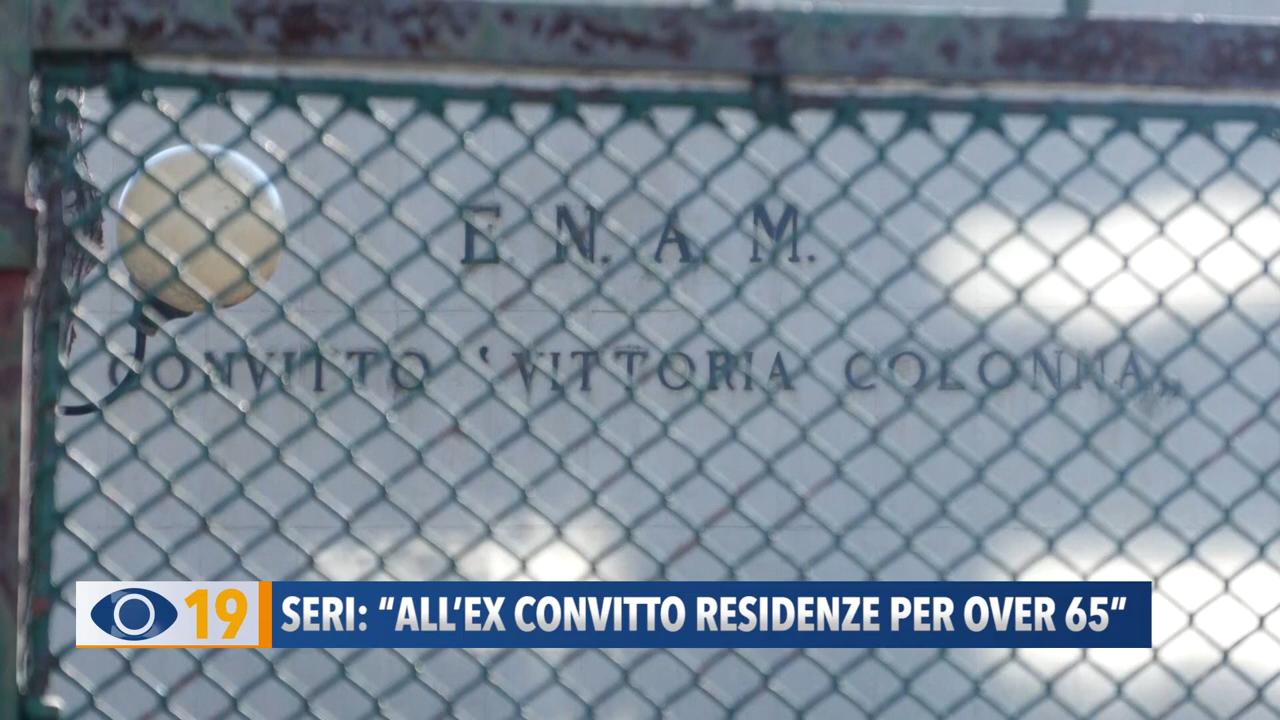 E. N. A. M.
CONVITTO "VITTORIA COLONNA„
19
SERI: “ALL’EX CONVITTO RESIDENZE PER OVER 65”